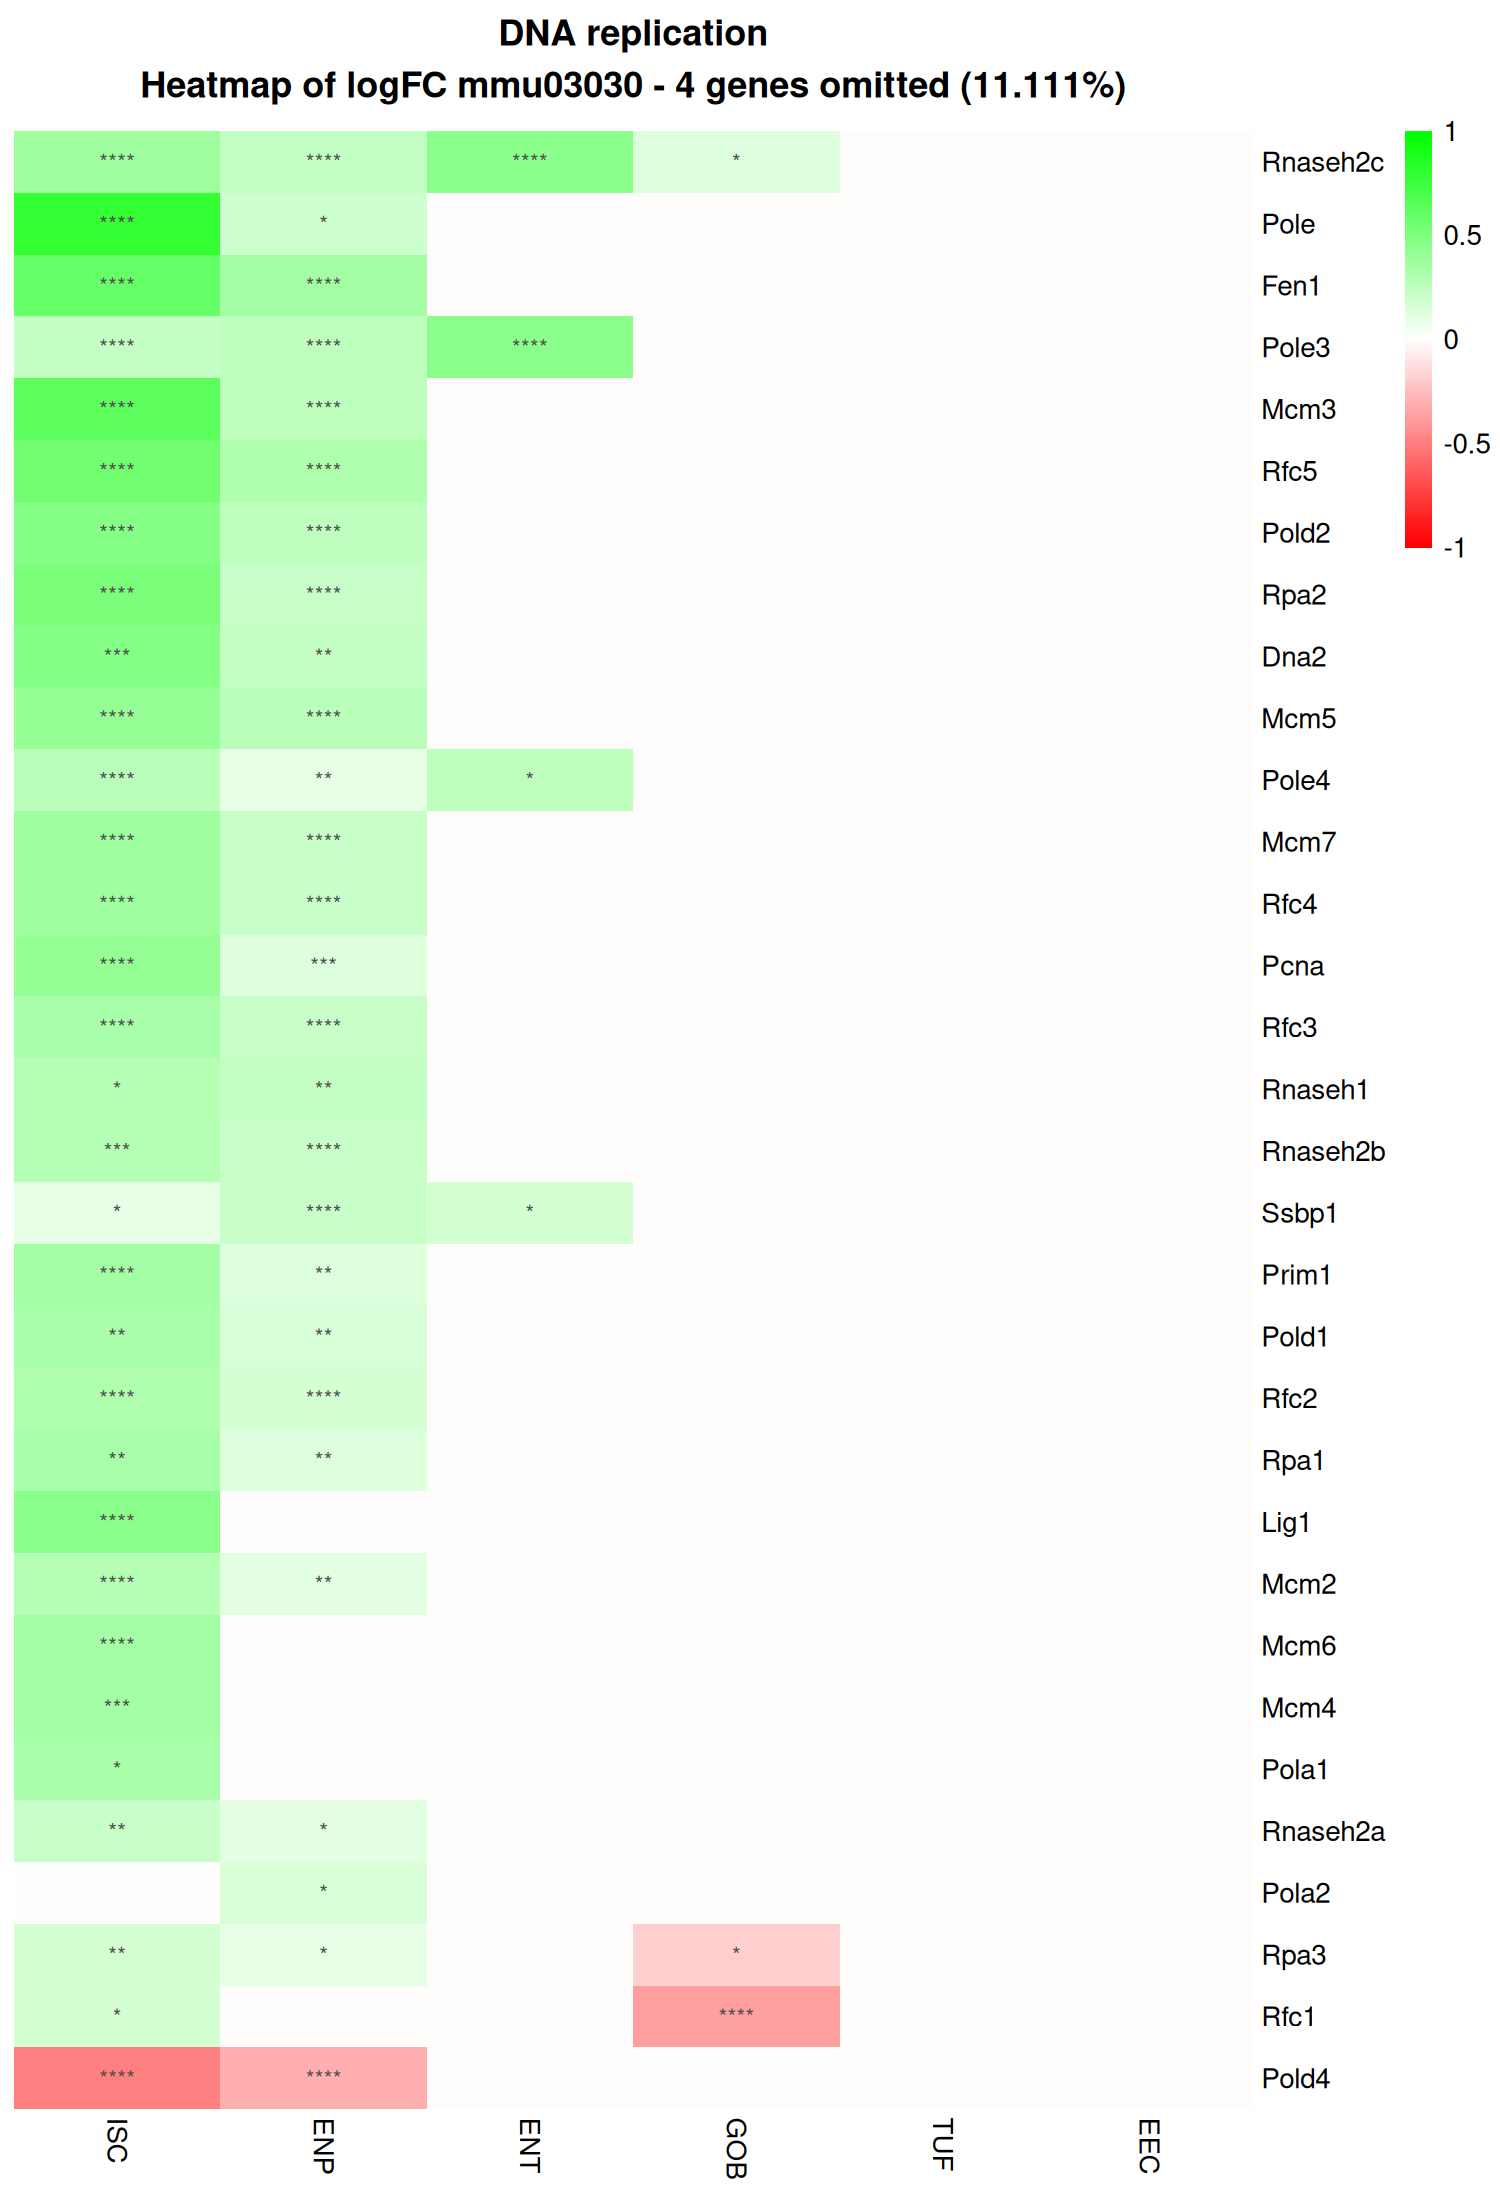 DNA replication
Heatmap of logFC mmu03030 - 4 genes omitted (11.111%)
1
0.5
0
-0.5
-1
**** **** **** * Rnaseh2c
**** * Pole
**** **** Fen1
**** **** **** Pole3
**** **** Mcm3
**** **** Rfc5
**** **** Pold2
**** **** Rpa2
*** ** Dna2
**** **** Mcm5
**** ** * Pole4
**** **** Mcm7
**** **** Rfc4
**** *** Pcna
**** **** Rfc3
* ** Rnaseh1
*** **** Rnaseh2b
* **** * Ssbp1
**** ** Prim1
** ** Pold1
**** **** Rfc2
** ** Rpa1
**** Lig1
**** ** Mcm2
**** Mcm6
*** Mcm4
* Pola1
** * Rnaseh2a
* Pola2
** * * Rpa3
* **** Rfc1
**** **** Pold4
ISC ENP ENT GOB TUF EEC